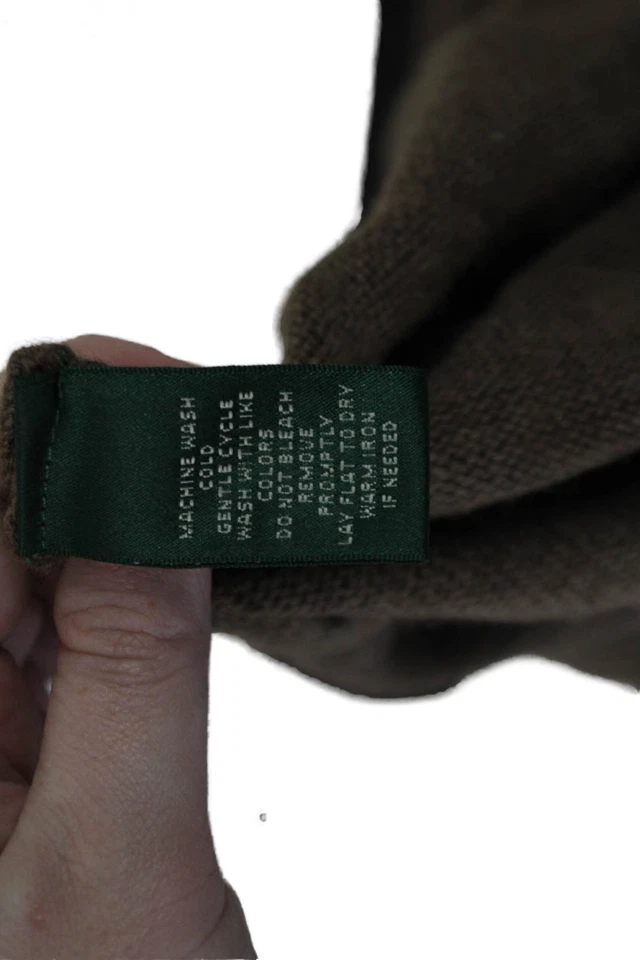 MACHINE WASH
COLD
GENTLE CYCLE
WASH WITH LIKE
COLORS
DO NOT BLEACH
REMOVE
PROMPTLY
LAY FLAT TO DRY
WARM IRON
IF NEEDED